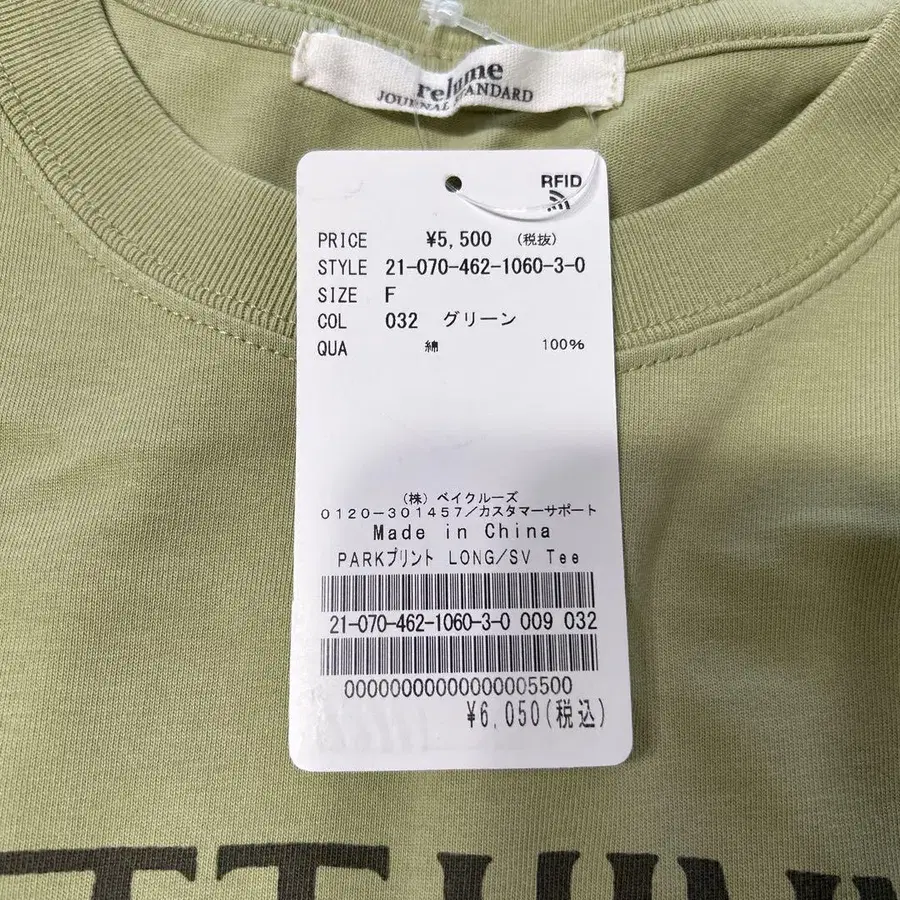 relume
JOURNAL STANDARD
RFID
PRICE ¥5,500 (税抜)
STYLE 21-070-462-1060-3-0
SIZE F
COL 032 グリーン
QUA 綿 100%
(株)ベイクルーズ
0120-301457/カスタマーサポート
Made in China
PARKプリント LONG/SV Tee
21-070-462-1060-3-0 009 032
00000000000000005500
¥6,050(税込)